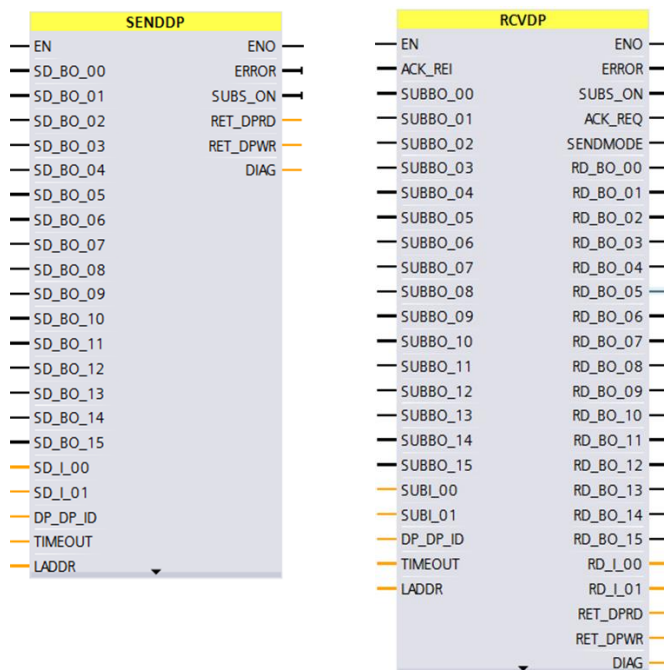 SENDDP
EN ENO
SD_BO_00 ERROR
SD_BO_01 SUBS_ON
SD_BO_02 RET_DPRD
SD_BO_03 RET_DPWR
SD_BO_04 DIAG
SD_BO_05
SD_BO_06
SD_BO_07
SD_BO_08
SD_BO_09
SD_BO_10
SD_BO_11
SD_BO_12
SD_BO_13
SD_BO_14
SD_BO_15
SD_I_00
SD_I_01
DP_DP_ID
TIMEOUT
LADDR
RCVDP
EN ENO
ACK_REI ERROR
SUBBO_00 SUBS_ON
SUBBO_01 ACK_REQ
SUBBO_02 SENDMODE
SUBBO_03 RD_BO_00
SUBBO_04 RD_BO_01
SUBBO_05 RD_BO_02
SUBBO_06 RD_BO_03
SUBBO_07 RD_BO_04
SUBBO_08 RD_BO_05
SUBBO_09 RD_BO_06
SUBBO_10 RD_BO_07
SUBBO_11 RD_BO_08
SUBBO_12 RD_BO_09
SUBBO_13 RD_BO_10
SUBBO_14 RD_BO_11
SUBBO_15 RD_BO_12
SUBI_00 RD_BO_13
SUBI_01 RD_BO_14
DP_DP_ID RD_BO_15
TIMEOUT RD_I_00
LADDR RD_I_01
RET_DPRD
RET_DPWR
DIAG